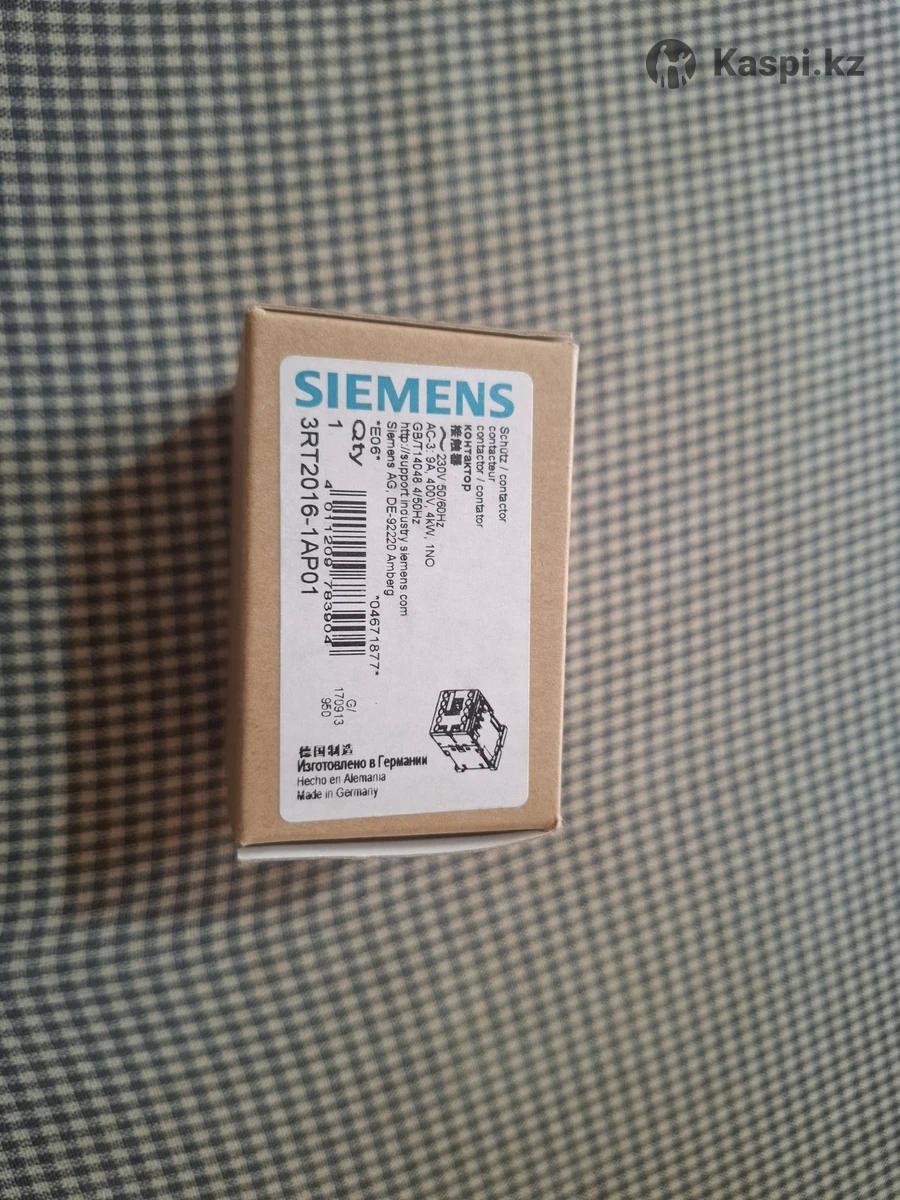 Kaspi.kz
SIEMENS
Schütz / contactor
contacteur
contactor / contator
контактор
接触器
~ 230V 50/60Hz
AC-3: 9A, 400V, 4kW, 1NO
GB/T14048.4/50Hz
http://support.industry.siemens.com
Siemens AG, DE-92220 Amberg
*E06* *04671877*
Qty
1
4 011209 783904
3RT2016-1AP01
G/
170913
950
德国制造
Изготовлено в Германии
Hecho en Alemania
Made in Germany